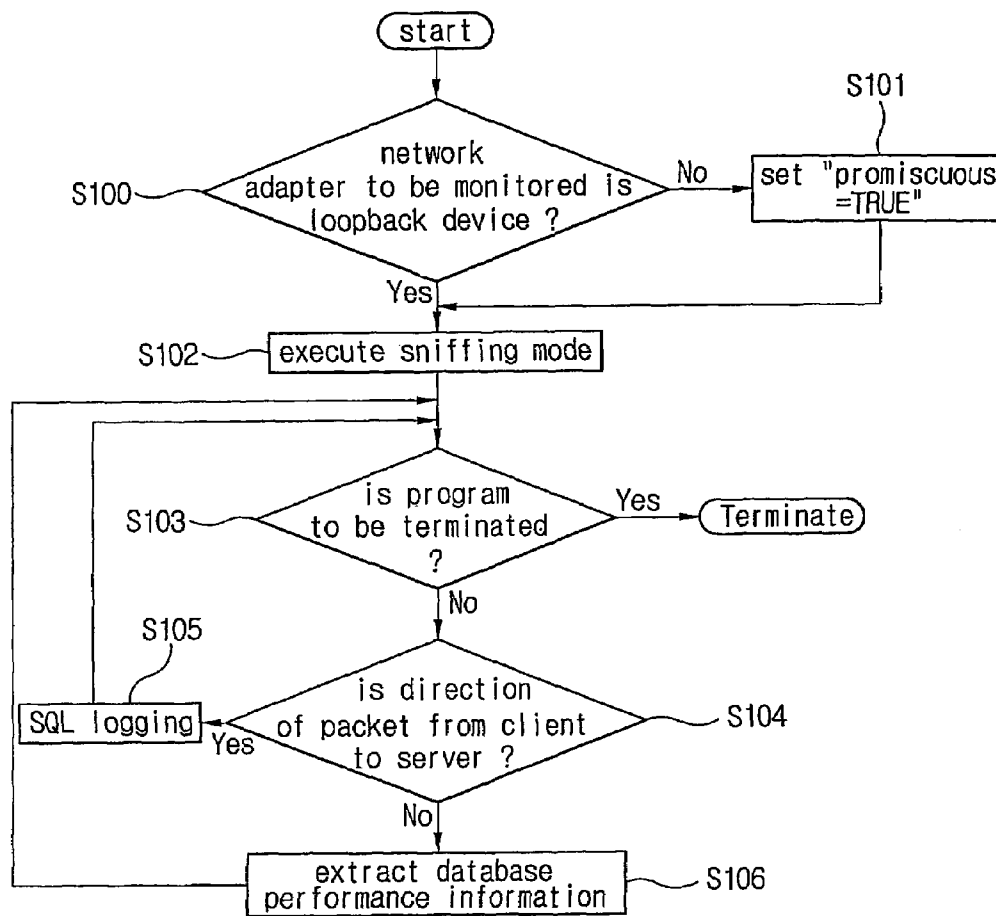 start
S101
S100
network
adapter to be monitored is
loopback device ?
No
set "promiscuous
=TRUE"
Yes
S102
execute sniffing mode
S103
is program
to be terminated
?
Yes
Terminate
No
S105
SQL logging
Yes
is direction
of packet from client
to server ?
S104
No
extract database
performance information
S106